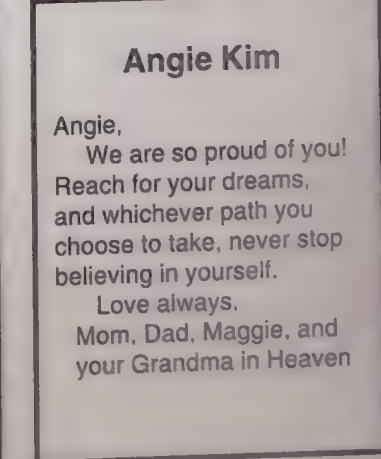 Angie Kim
Angie,
We are so proud of you!
Reach for your dreams,
and whichever path you
choose to take, never stop
believing in yourself.
Love always,
Mom, Dad, Maggie, and
your Grandma in Heaven